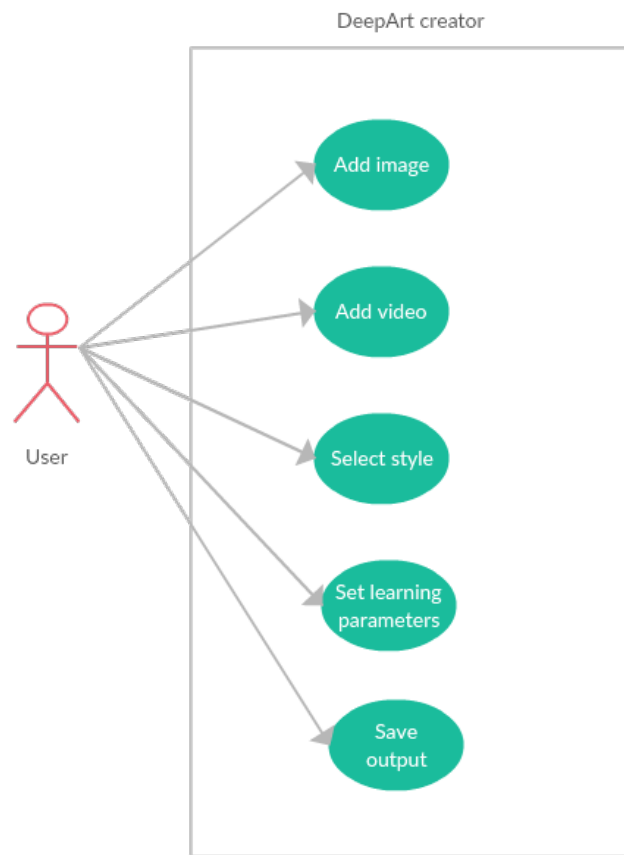 DeepArt creator
Add image
Add video
Select style
User
Set learning
parameters
Save
output